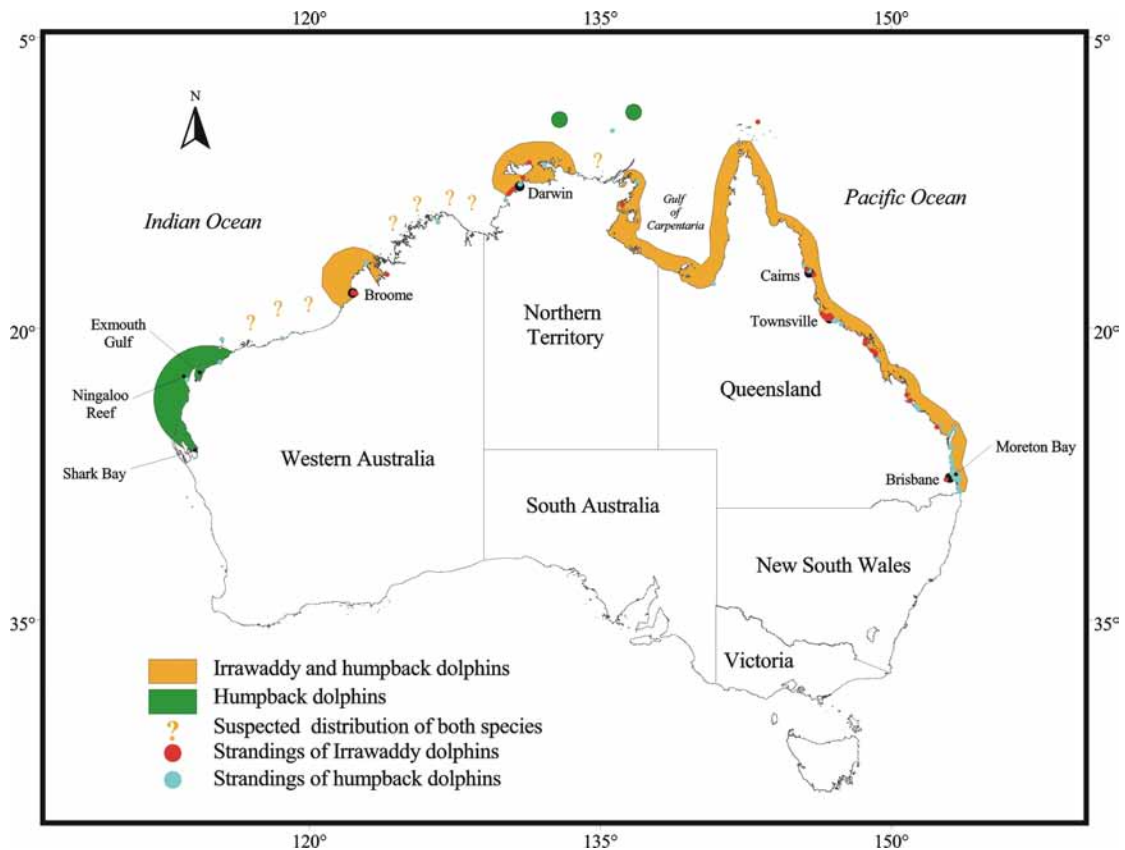 120°
135°
150°
5°
5°
N
Indian Ocean
Pacific Ocean
Darwin
Gulf
of
Carpentaria
Broome
Cairns
Northern
Territory
Townsville
20°
20°
Exmouth
Gulf
Ningaloo
Reef
Queensland
Shark Bay
Western Australia
Moreton Bay
Brisbane
South Australia
New South Wales
35°
35°
Victoria
Irrawaddy and humpback dolphins
Humpback dolphins
? Suspected distribution of both species
Strandings of Irrawaddy dolphins
Strandings of humpback dolphins
120°
135°
150°